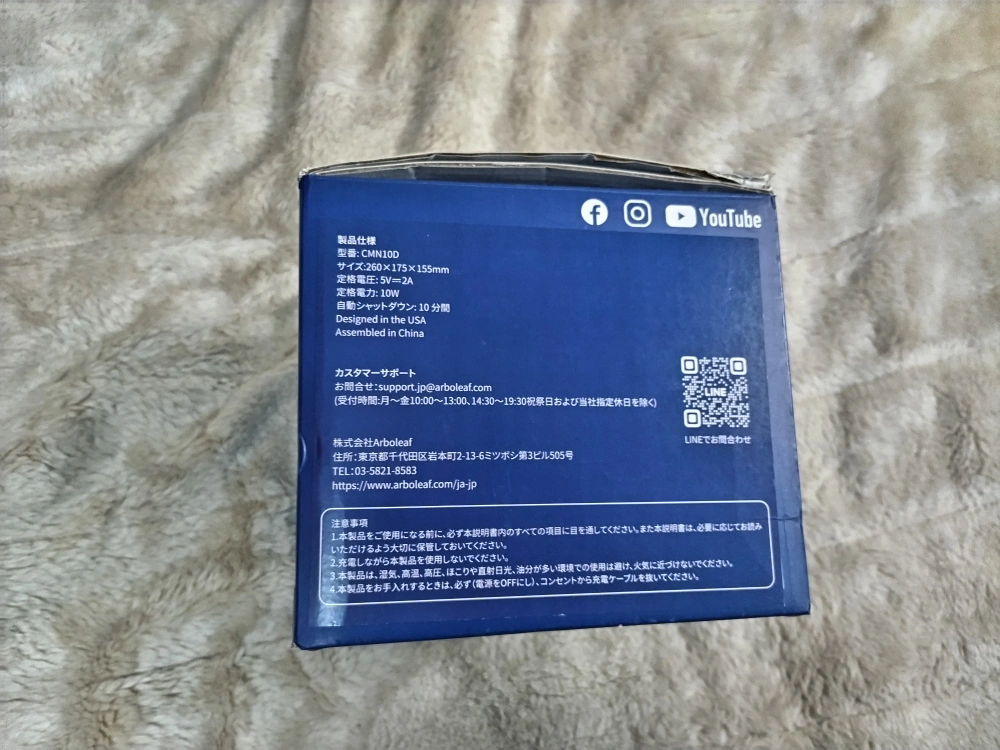 YouTube
製品仕様
型番: CMN10D
サイズ:260×175×155mm
定格電圧: 5V⎓2A
定格電力: 10W
自動シャットダウン: 10 分間
Designed in the USA
Assembled in China
カスタマーサポート
お問合せ:support.jp@arboleaf.com
(受付時間:月〜金10:00〜13:00、14:30〜19:30祝祭日および当社指定休日を除く)
LINE
LINEでお問合わせ
株式会社Arboleaf
住所:東京都千代田区岩本町2-13-6ミツボシ第3ビル505号
TEL:03-5821-8583
https://www.arboleaf.com/ja-jp
注意事項
1.本製品をご使用になる前に、必ず本説明書内のすべての項目に目を通してください。また本説明書は、必要に応じてお読み
いただけるよう大切に保管しておいてください。
2.充電しながら本製品を使用しないでください。
3.本製品は、湿気、高温、高圧、ほこりや直射日光、油分が多い環境での使用は避け、火気に近づけないでください。
4.本製品をお手入れするときは、必ず（電源をOFFにし）、コンセントから充電ケーブルを抜いてください。